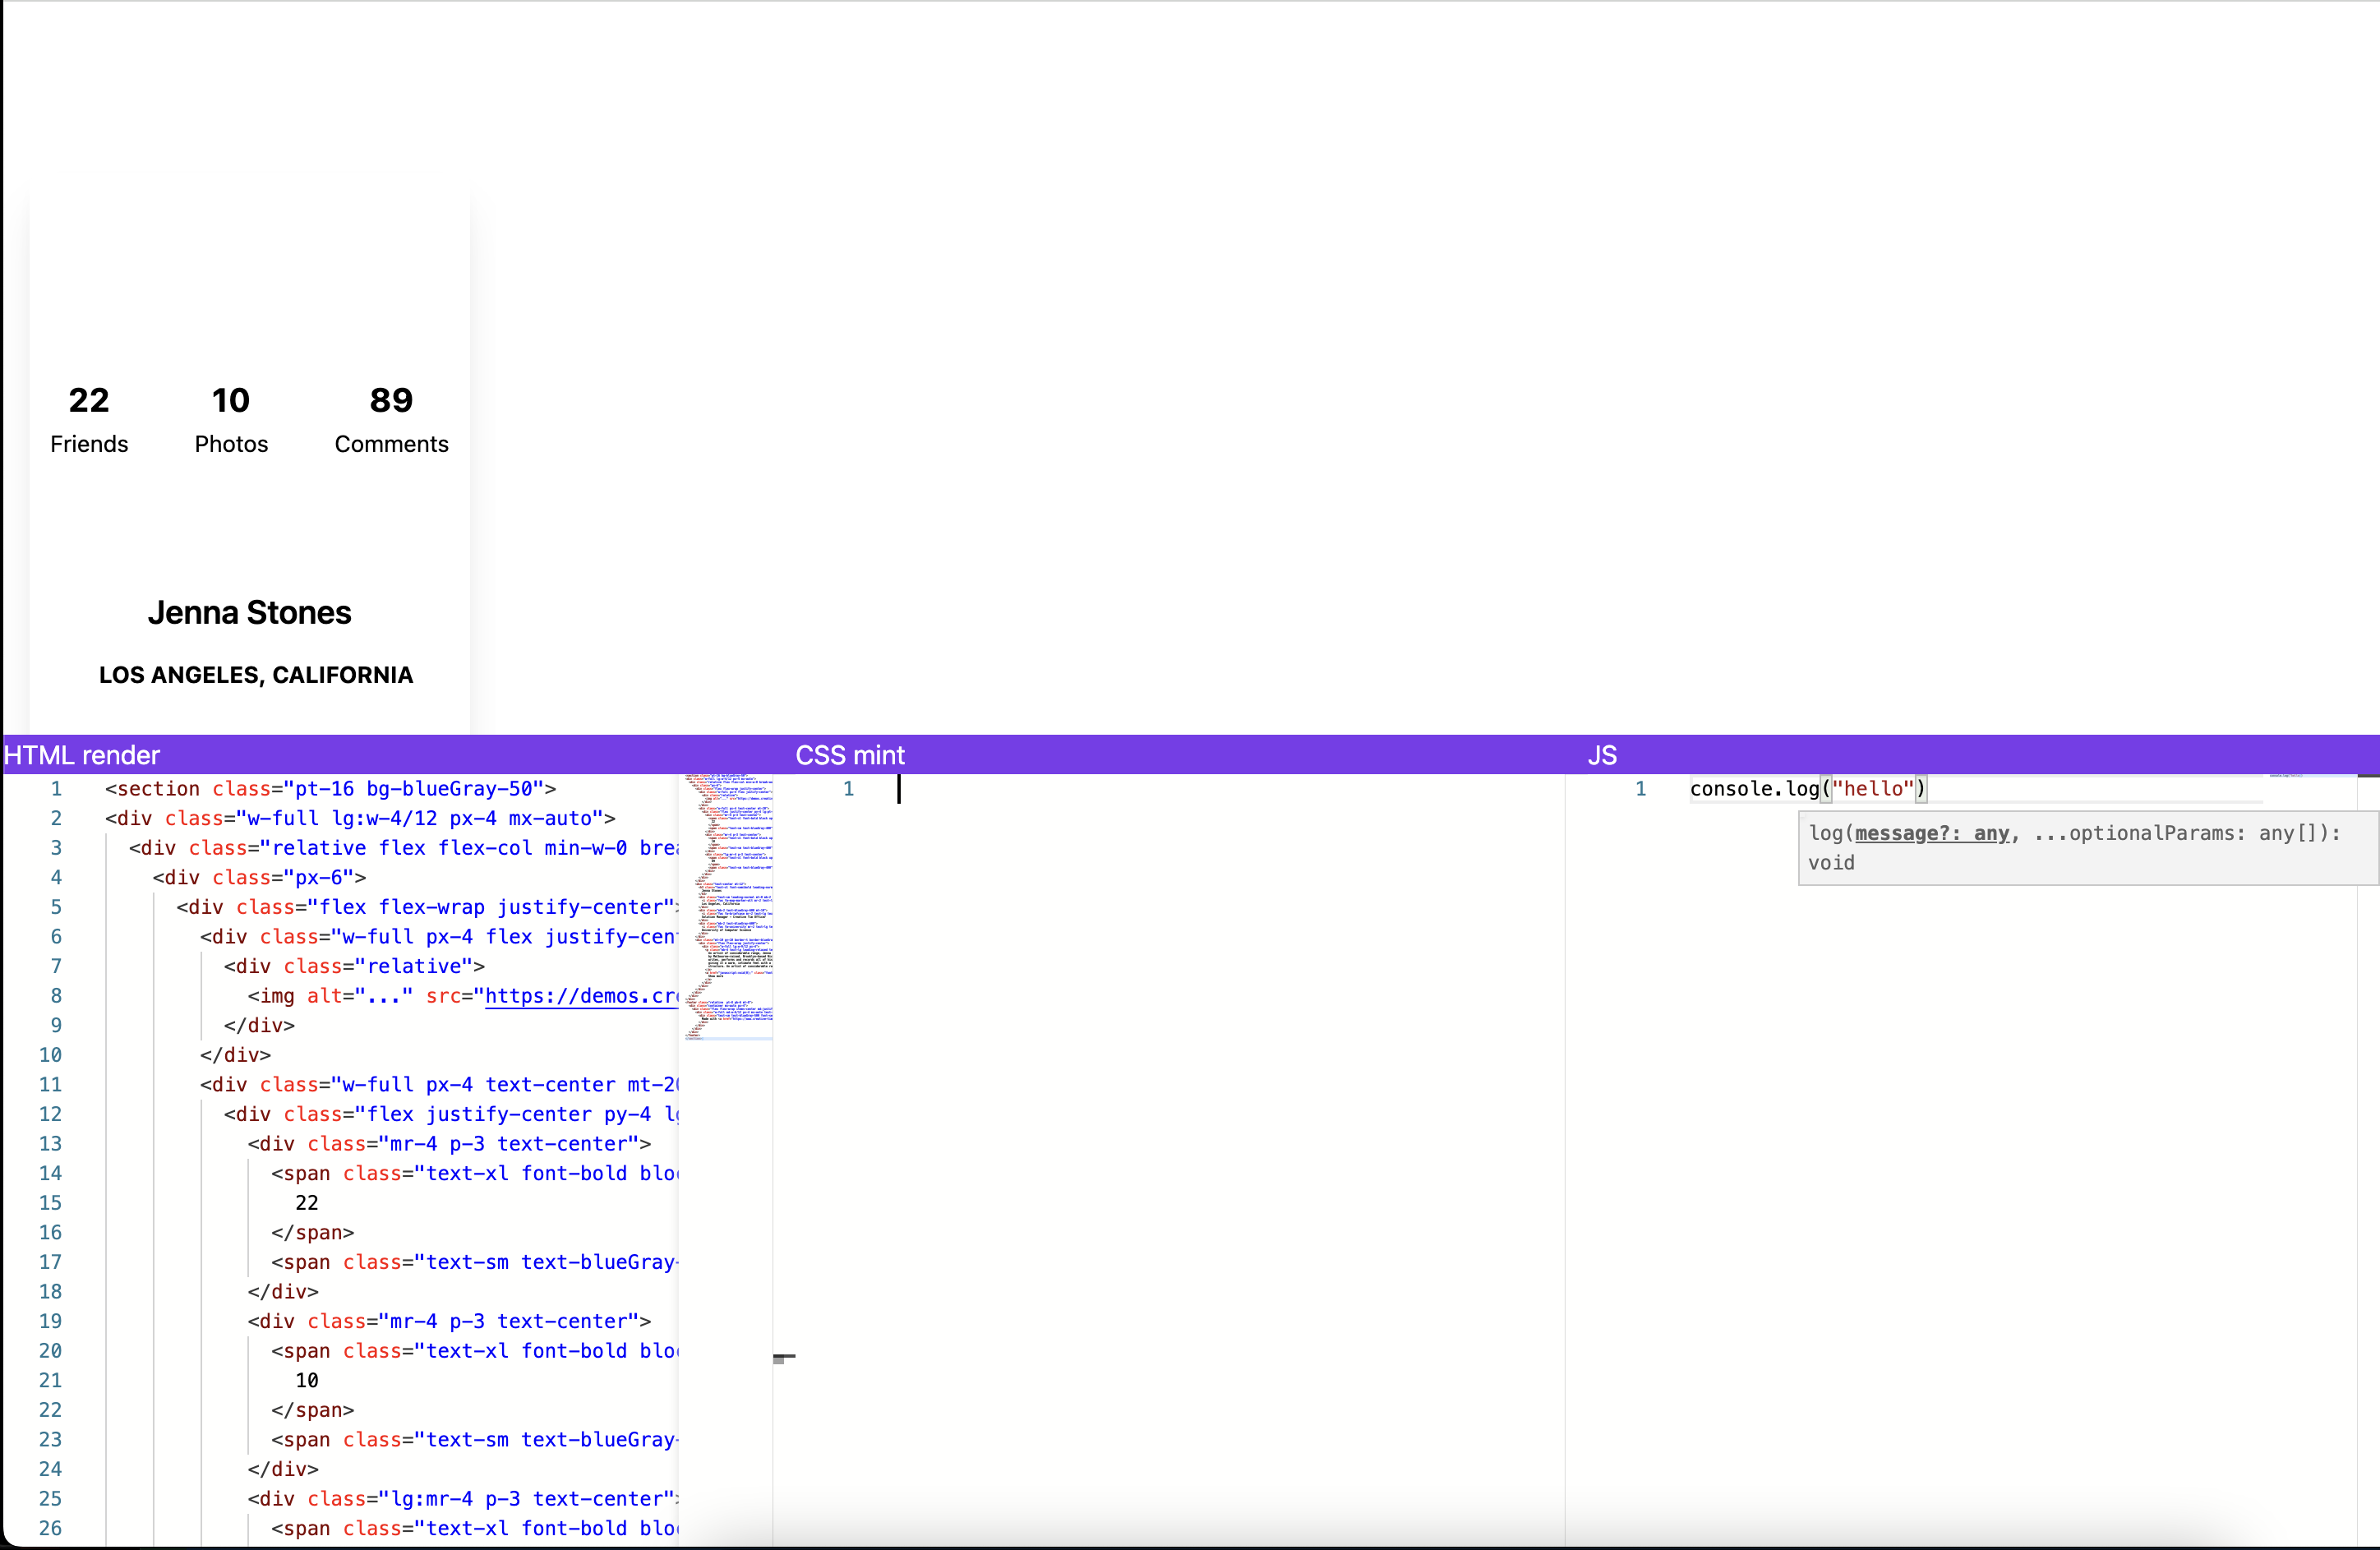 22 10 89
Friends Photos Comments
Jenna Stones
LOS ANGELES, CALIFORNIA
HTML render
1 <section class="pt-16 bg-blueGray-50">
2 <div class="w-full lg:w-4/12 px-4 mx-auto">
3 <div class="relative flex flex-col min-w-0 brea
4 <div class="px-6">
5 <div class="flex flex-wrap justify-center">
6 <div class="w-full px-4 flex justify-cent
7 <div class="relative">
8 <img alt="..." src="https://demos.cre
9 </div>
10 </div>
11 <div class="w-full px-4 text-center mt-20
12 <div class="flex justify-center py-4 lg
13 <div class="mr-4 p-3 text-center">
14 <span class="text-xl font-bold bloc
15 22
16 </span>
17 <span class="text-sm text-blueGray-
18 </div>
19 <div class="mr-4 p-3 text-center">
20 <span class="text-xl font-bold bloc
21 10
22 </span>
23 <span class="text-sm text-blueGray-
24 </div>
25 <div class="lg:mr-4 p-3 text-center">
26 <span class="text-xl font-bold bloc
CSS mint
1
JS
1 console.log("hello")
log(message?: any, ...optionalParams: any[]):
void